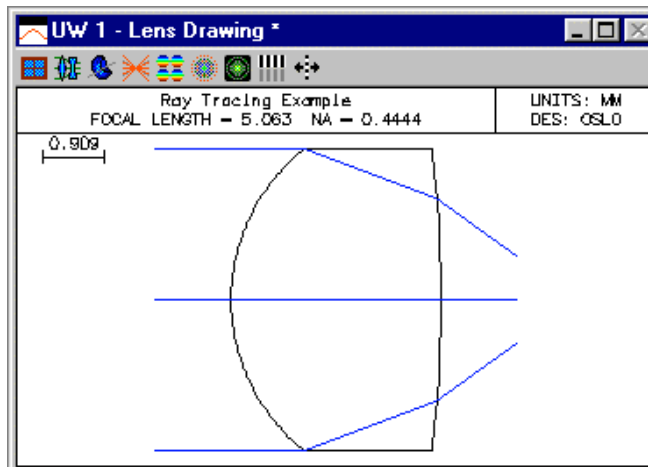 UW 1 - Lens Drawing *
Ray Tracing Example
FOCAL LENGTH = 5.063 NA = 0.4444
UNITS: MM
DES: OSLO
0.909